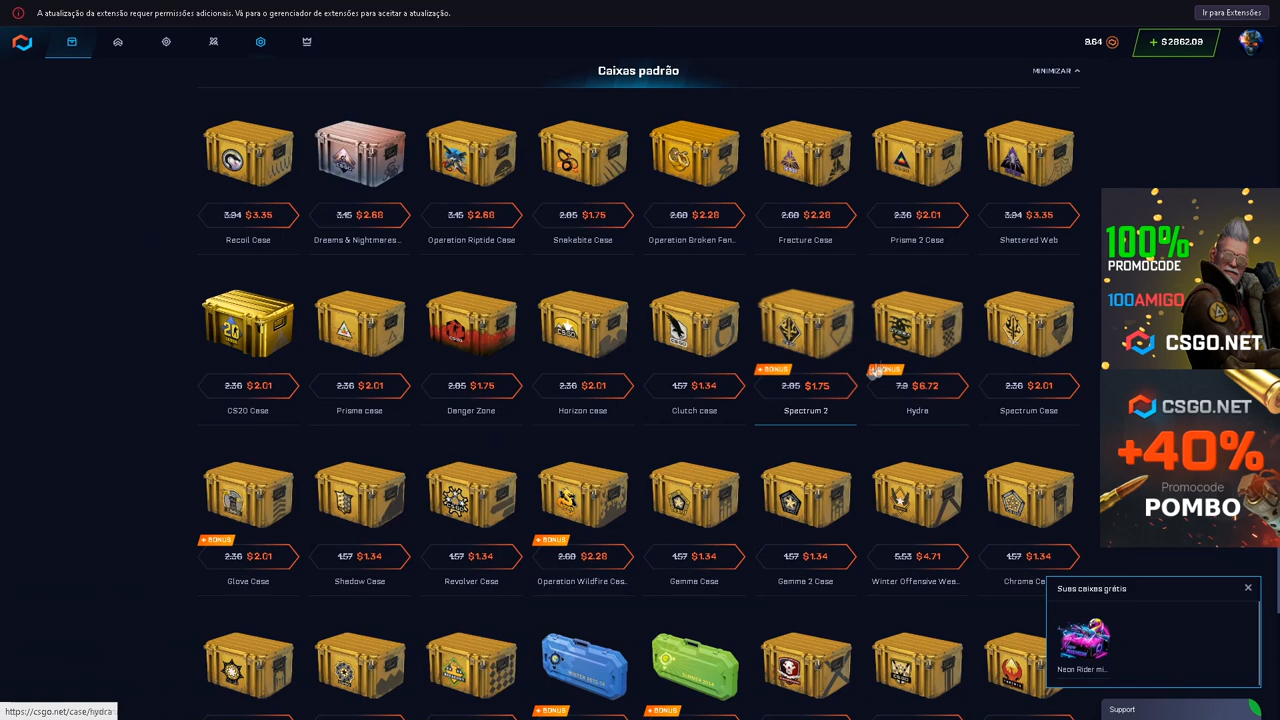 A atualização da extensão requer permissões adicionais. Vá para o gerenciador de extensões para aceitar a atualização.
Ir para Extensões
9.64
+ $2862.09
Caixas padrão
MINIMIZAR
3.94 $3.35
3.15 $2.68
3.15 $2.68
2.05 $1.75
2.68 $2.28
2.68 $2.28
2.36 $2.01
3.94 $3.35
Recoil Case
Dreams & Nightmares...
Operation Riptide Case
Snakebite Case
Operation Broken Fan..
Fracture Case
Prisma 2 Case
Shattered Web
+ BONUS
2.36 $2.01
2.36 $2.01
2.05 $1.75
2.36 $2.01
1.57 $1.34
2.05 $1.75
7.9 $6.72
2.36 $2.01
CS20 Case
Prisma case
Danger Zone
Horizon case
Clutch case
Spectrum 2
Hydra
Spectrum Case
+ BONUS
+ BONUS
2.36 $2.01
1.57 $1.34
1.57 $1.34
2.68 $2.28
1.57 $1.34
1.57 $1.34
5.53 $4.71
1.57 $1.34
Glove Case
Shadow Case
Revolver Case
Operation Wildfire Cas..
Gamma Case
Gamma 2 Case
Winter Offensive Wea...
Chroma
+ BONUS
+ BONUS
100%
PROMOCODE
100AMIGO
CSGO.NET
CSGO.NET
+40%
Promocode
POMBO
Suas caixas grátis
Neon Rider mi..
Support
https://csgo.net/case/hydra